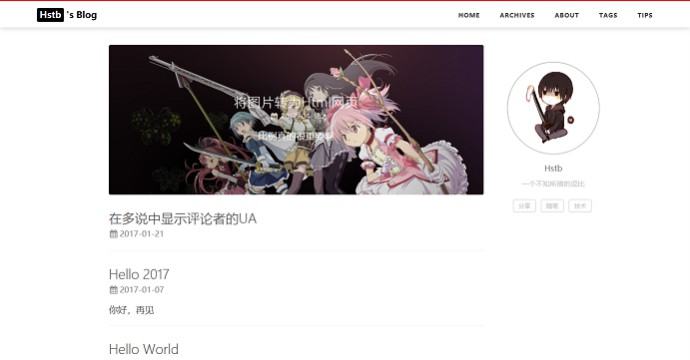 Hstb 's Blog
HOME ARCHIVES ABOUT TAGS TIPS
将图片转为Html网页
Hstb
一个不知所措的逗比
分享 随笔 技术
在多说中显示评论者的UA
2017-01-21
Hello 2017
2017-01-07
你好，再见
Hello World